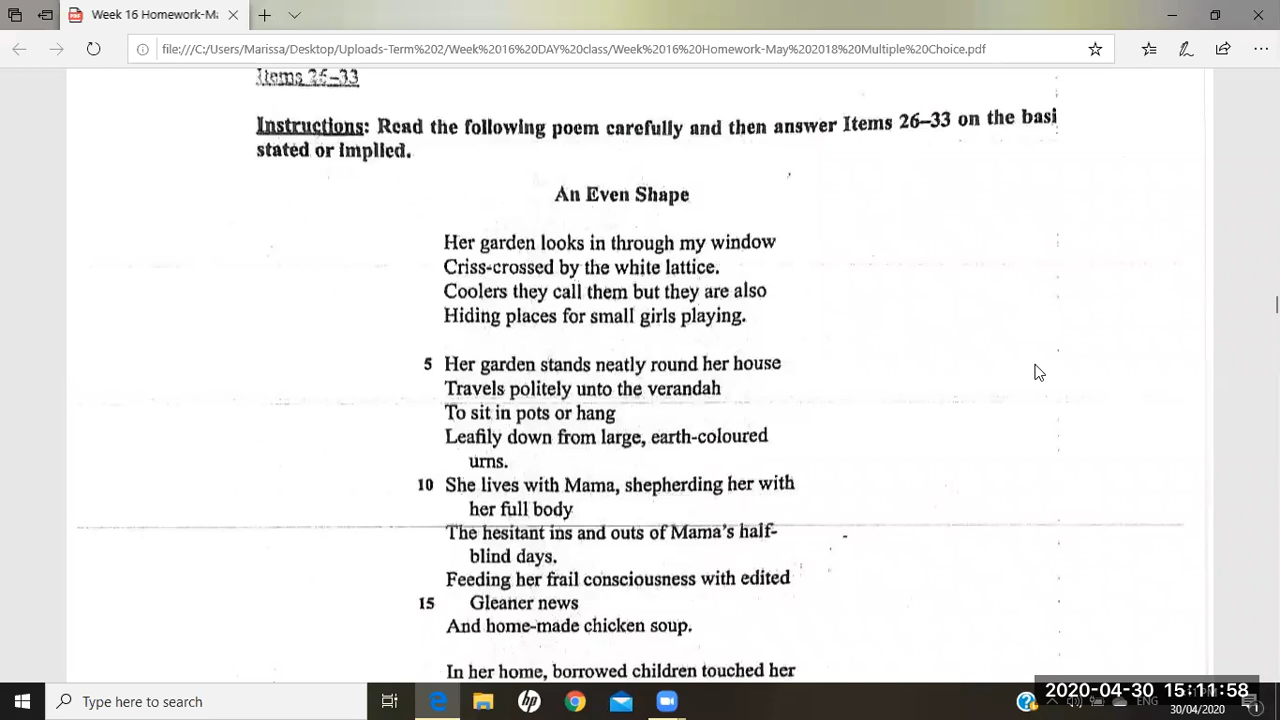 Week 16 Homework-Ma
file:///C:/Users/Marissa/Desktop/Uploads-Term%202/Week%2016%20DAY%20class/Week%2016%20Homework-May%202018%20Multiple%20Choice.pdf
Items 26–33
Instructions: Read the following poem carefully and then answer Items 26–33 on the basi
stated or implied.
An Even Shape
Her garden looks in through my window
Criss-crossed by the white lattice.
Coolers they call them but they are also
Hiding places for small girls playing.
5 Her garden stands neatly round her house
Travels politely unto the verandah
To sit in pots or hang
Leafily down from large, earth-coloured
urns.
10 She lives with Mama, shepherding her with
her full body
The hesitant ins and outs of Mama's half-
blind days.
Feeding her frail consciousness with edited
15 Gleaner news
And home-made chicken soup.
In her home, borrowed children touched her
Type here to search
ENG
2020-04-30 15:11:58
30/04/2020